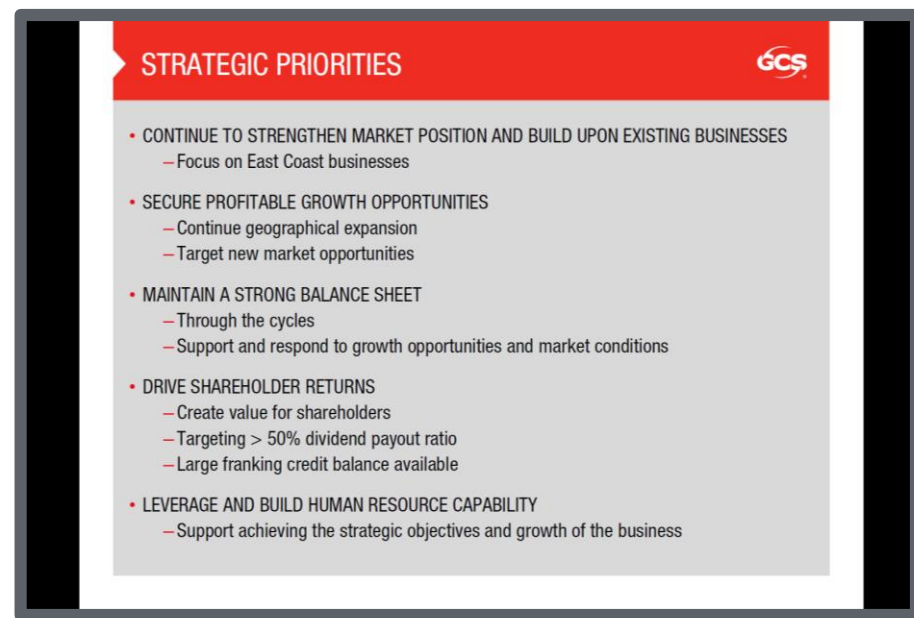 STRATEGIC PRIORITIES
GCS
• CONTINUE TO STRENGTHEN MARKET POSITION AND BUILD UPON EXISTING BUSINESSES
– Focus on East Coast businesses
• SECURE PROFITABLE GROWTH OPPORTUNITIES
– Continue geographical expansion
– Target new market opportunities
• MAINTAIN A STRONG BALANCE SHEET
– Through the cycles
– Support and respond to growth opportunities and market conditions
• DRIVE SHAREHOLDER RETURNS
– Create value for shareholders
– Targeting > 50% dividend payout ratio
– Large franking credit balance available
• LEVERAGE AND BUILD HUMAN RESOURCE CAPABILITY
– Support achieving the strategic objectives and growth of the business